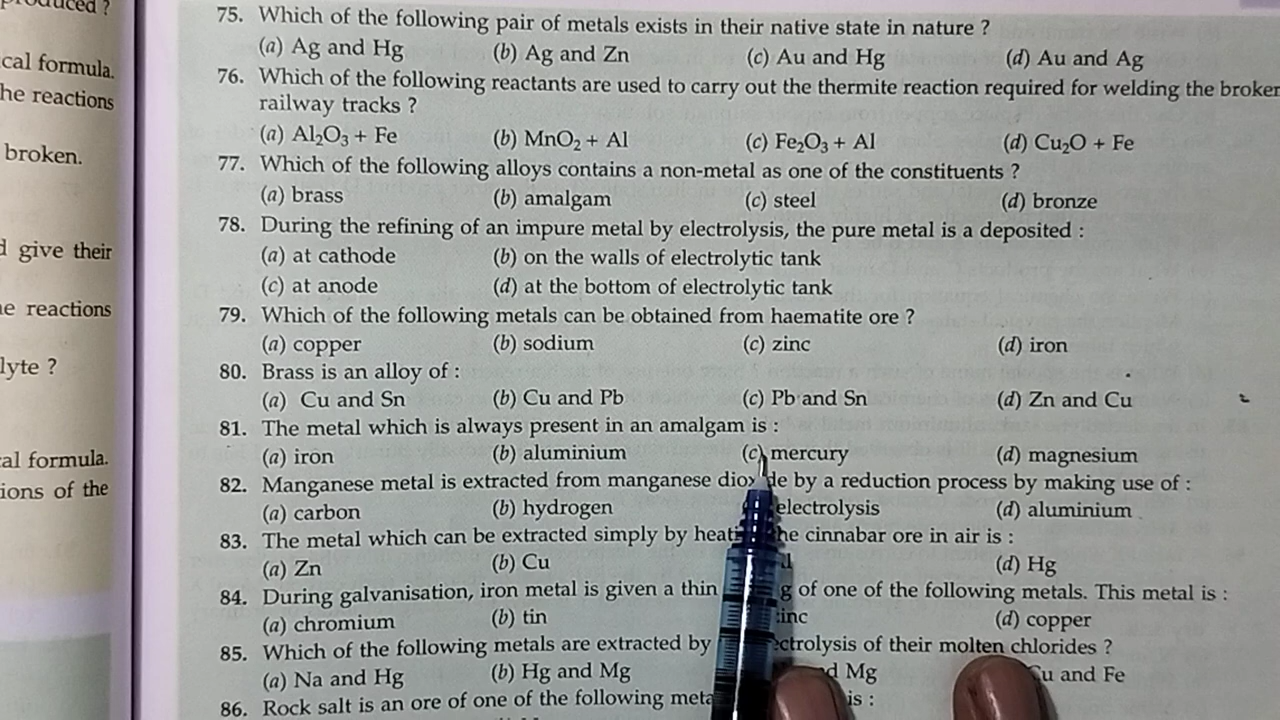 produced ?
cal formula.
he reactions
broken.
d give their
e reactions
lyte ?
al formula.
ions of the
75. Which of the following pair of metals exists in their native state in nature ?
(a) Ag and Hg (b) Ag and Zn (c) Au and Hg (d) Au and Ag
76. Which of the following reactants are used to carry out the thermite reaction required for welding the broken
railway tracks ?
(a) Al₂O₃ + Fe (b) MnO₂ + Al (c) Fe₂O₃ + Al (d) Cu₂O + Fe
77. Which of the following alloys contains a non-metal as one of the constituents ?
(a) brass (b) amalgam (c) steel (d) bronze
78. During the refining of an impure metal by electrolysis, the pure metal is a deposited :
(a) at cathode (b) on the walls of electrolytic tank
(c) at anode (d) at the bottom of electrolytic tank
79. Which of the following metals can be obtained from haematite ore ?
(a) copper (b) sodium (c) zinc (d) iron
80. Brass is an alloy of :
(a) Cu and Sn (b) Cu and Pb (c) Pb and Sn (d) Zn and Cu
81. The metal which is always present in an amalgam is :
(a) iron (b) aluminium (c) mercury (d) magnesium
82. Manganese metal is extracted from manganese dioxide by a reduction process by making use of :
(a) carbon (b) hydrogen electrolysis (d) aluminium
83. The metal which can be extracted simply by heating the cinnabar ore in air is :
(a) Zn (b) Cu (d) Hg
84. During galvanisation, iron metal is given a thin of one of the following metals. This metal is :
(a) chromium (b) tin zinc (d) copper
85. Which of the following metals are extracted by electrolysis of their molten chlorides ?
(a) Na and Hg (b) Hg and Mg and Mg Cu and Fe
86. Rock salt is an ore of one of the following is :